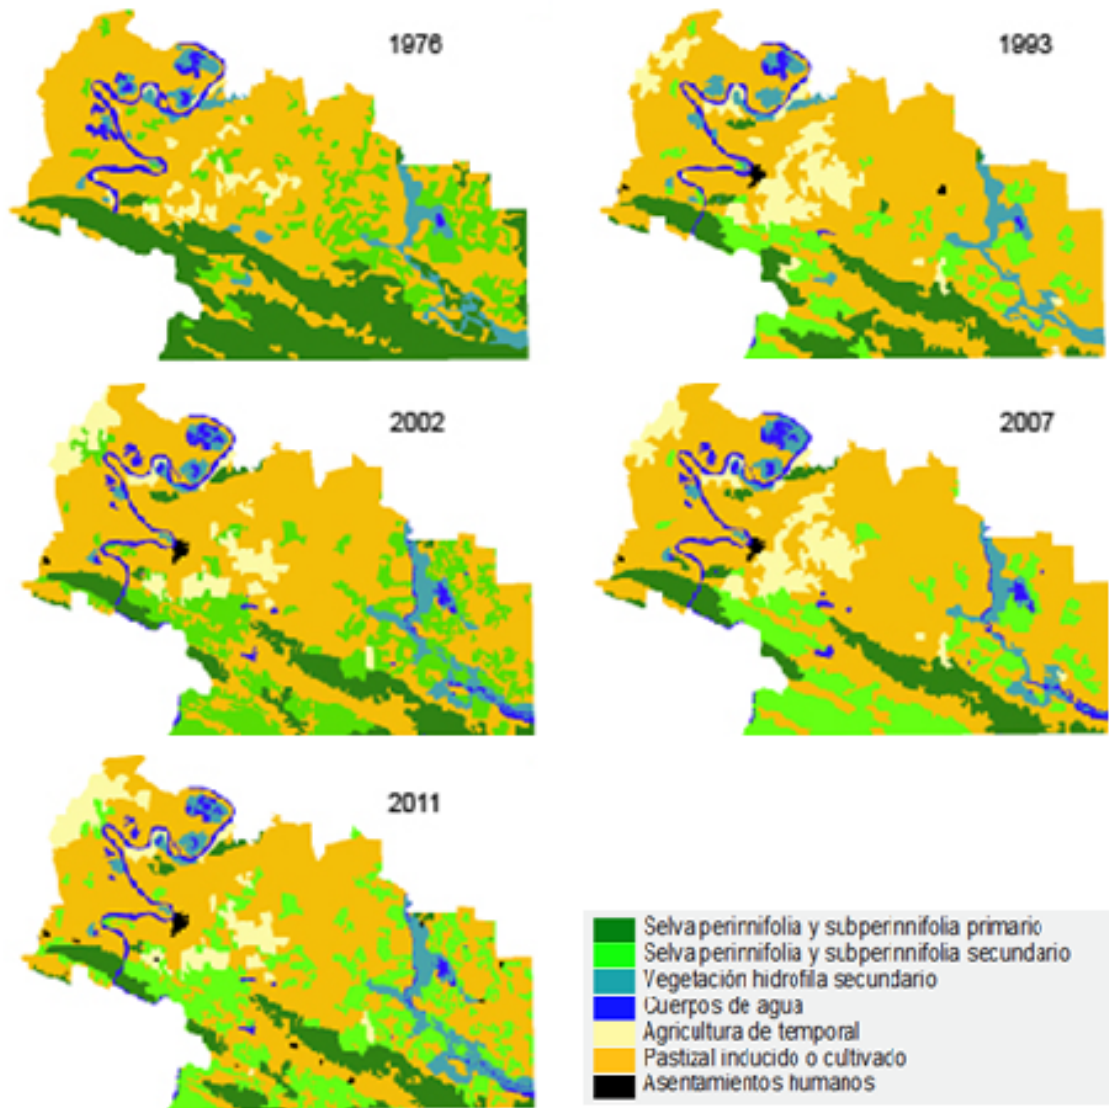 1976
1993
2002
2007
2011
Selva perinnifolia y subperinnifolia primario
Selva perinnifolia y subperinnifolia secundario
Vegetación hidrofila secundario
Cuerpos de agua
Agricultura de temporal
Pastizal inducido o cultivado
Asentamientos humanos